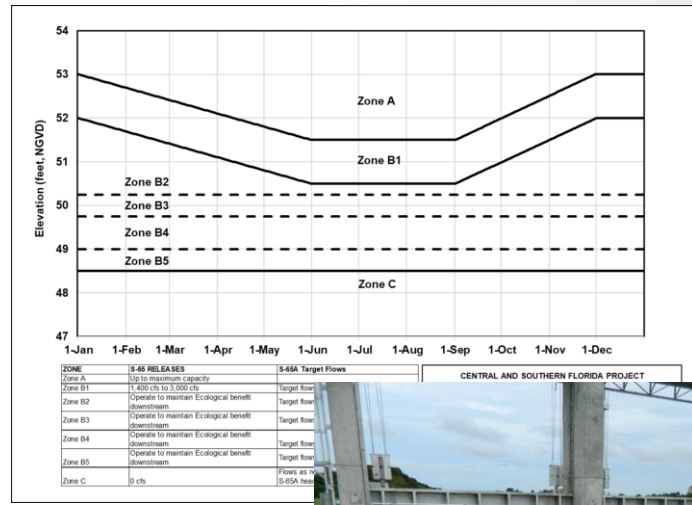 54
53
52
51
50
49
48
47
Elevation (feet, NGVD)
Zone A
Zone B1
Zone B2
Zone B3
Zone B4
Zone B5
Zone C
1-Jan 1-Feb 1-Mar 1-Apr 1-May 1-Jun 1-Jul 1-Aug 1-Sep 1-Oct 1-Nov 1-Dec
ZONE S-65 RELEASES S-65A Target Flows
Zone A Up to maximum capacity
Zone B1 1,400 cfs to 3,000 cfs Target flow
Zone B2 Operate to maintain Ecological benefit downstream Target flow
Zone B3 Operate to maintain Ecological benefit downstream Target flow
Zone B4 Operate to maintain Ecological benefit downstream Target flow
Zone B5 Operate to maintain Ecological benefit downstream Target flow
Zone C 0 cfs Flows as S-65A hea
CENTRAL AND SOUTHERN FLORIDA PROJECT